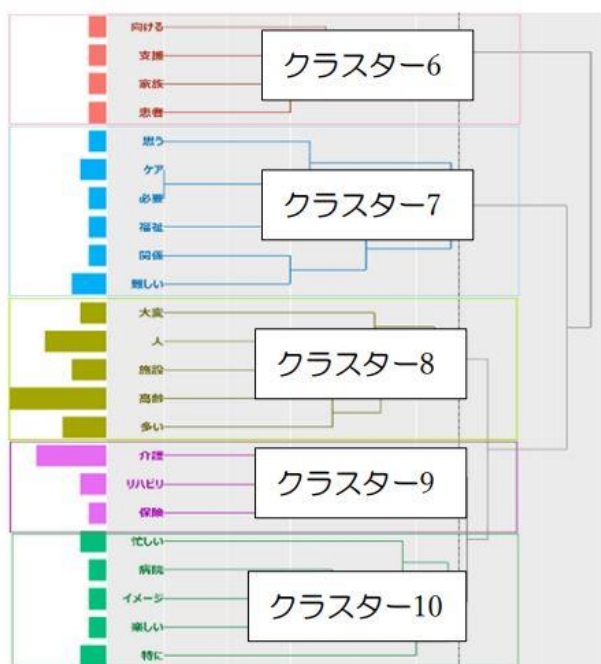 向ける
支援
家族
患者
クラスター6
思う
ケア
必要
福祉
関係
難しい
クラスター7
大変
人
施設
高齢
多い
クラスター8
介護
リハビリ
保険
クラスター9
忙しい
病院
イメージ
楽しい
特に
クラスター10